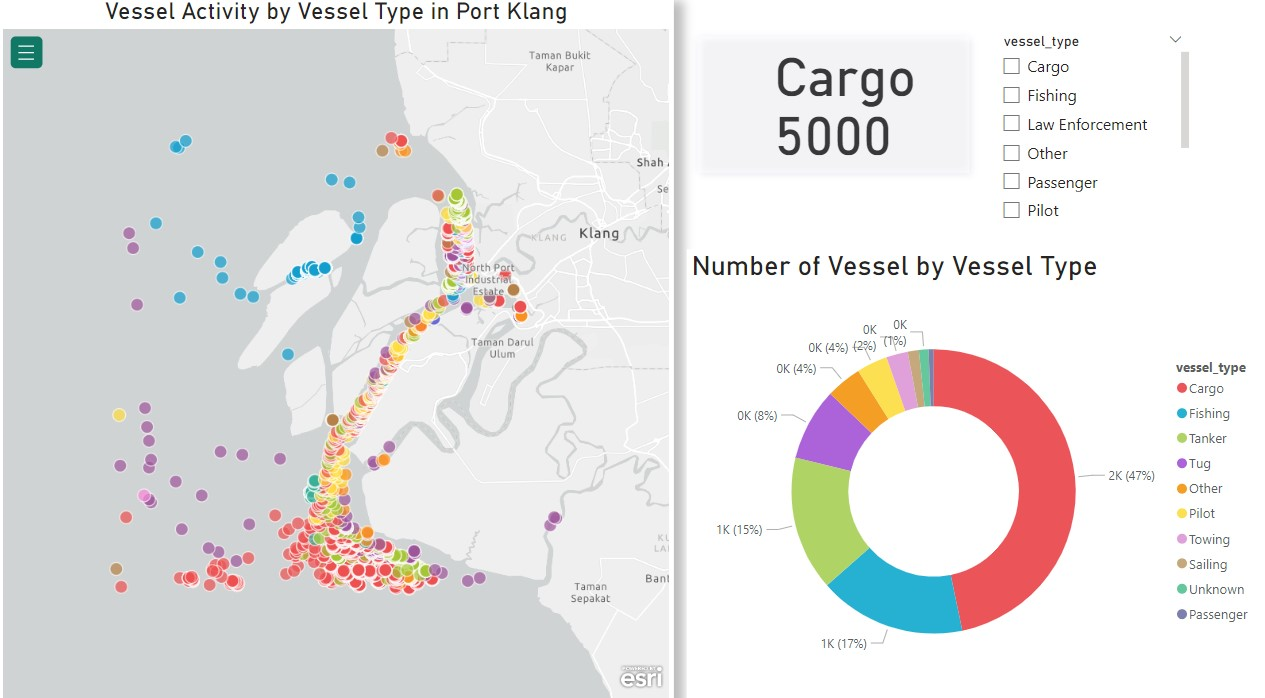 Vessel Activity by Vessel Type in Port Klang
Taman Bukit
Kapar
Shah
KLANG
Klang
North Port
Industrial
Estate
Taman Darul
Ulum
Taman
Sepakat
esri
Cargo
5000
vessel_type
Cargo
Fishing
Law Enforcement
Other
Passenger
Pilot
Number of Vessel by Vessel Type
0K
(1%)
0K
(2%)
0K (4%)
0K (4%)
0K (8%)
1K (15%)
1K (17%)
2K (47%)
vessel_type
Cargo
Fishing
Tanker
Tug
Other
Pilot
Towing
Sailing
Unknown
Passenger